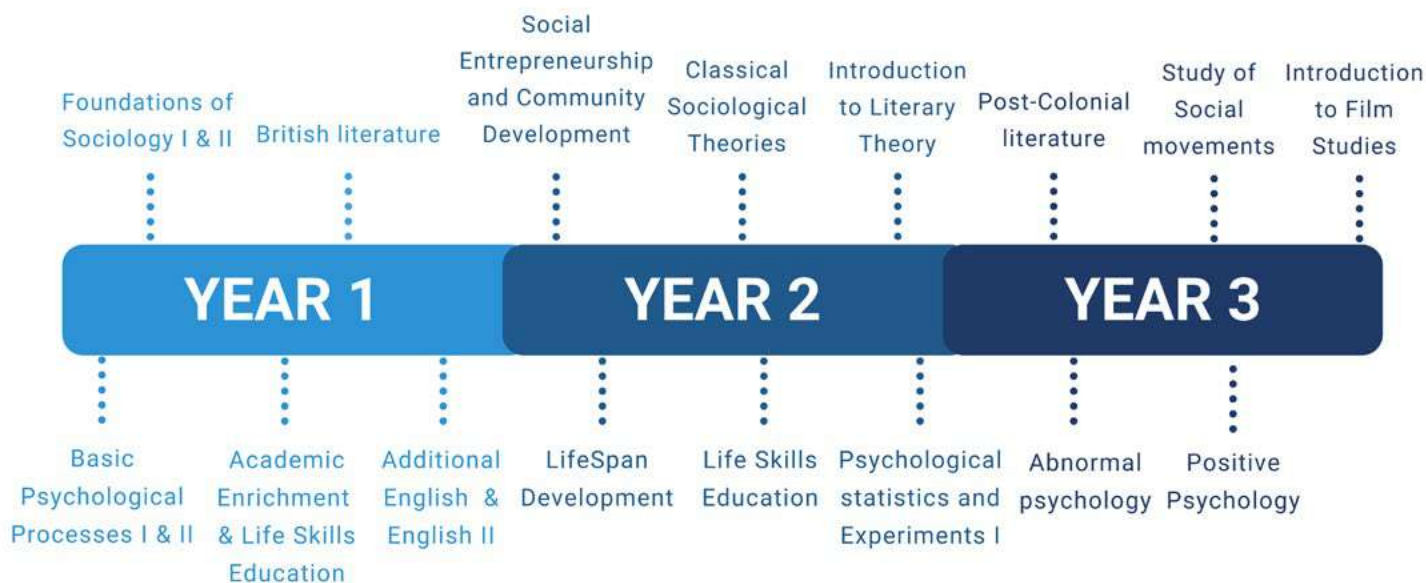 Foundations of
Sociology I & II
British literature
Social
Entrepreneurship
and Community
Development
Classical
Sociological
Theories
Introduction
to Literary
Theory
Post-Colonial
literature
Study of
Social
movements
Introduction
to Film
Studies
YEAR 1
YEAR 2
YEAR 3
Basic
Psychological
Processes I & II
Academic
Enrichment
& Life Skills
Education
Additional
English &
English II
LifeSpan
Development
Life Skills
Education
Psychological
statistics and
Experiments I
Abnormal
psychology
Positive
Psychology